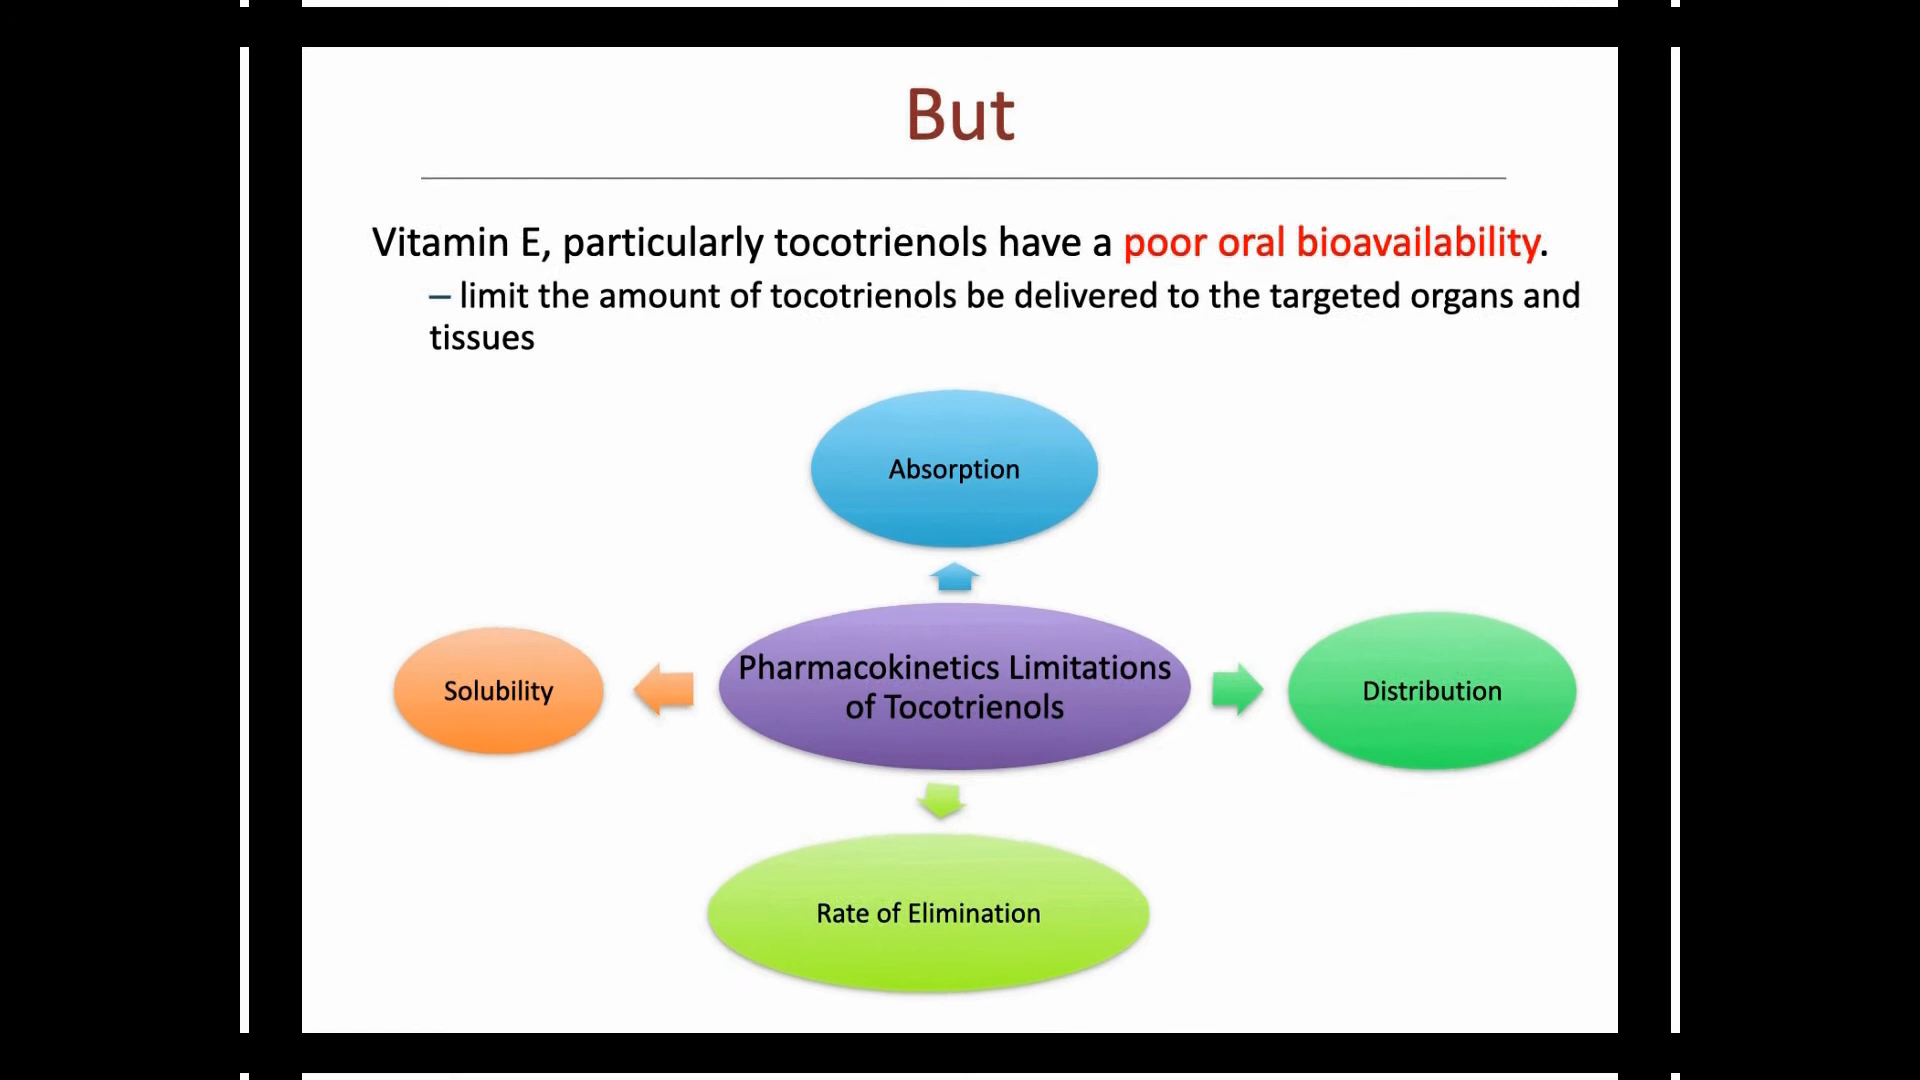 But
Vitamin E, particularly tocotrienols have a poor oral bioavailability.
– limit the amount of tocotrienols be delivered to the targeted organs and
tissues
Absorption
Solubility
Pharmacokinetics Limitations
of Tocotrienols
Distribution
Rate of Elimination